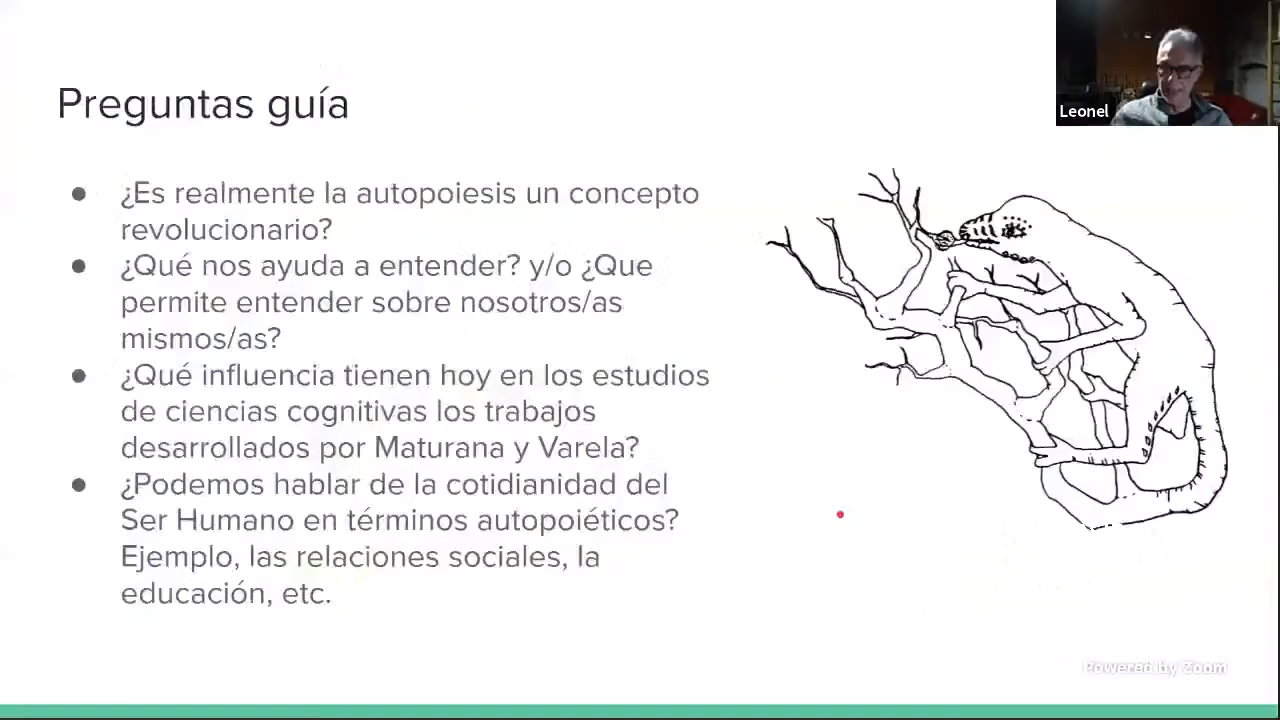 Preguntas guía
Leonel
● ¿Es realmente la autopoiesis un concepto
revolucionario?
● ¿Qué nos ayuda a entender? y/o ¿Que
permite entender sobre nosotros/as
mismos/as?
● ¿Qué influencia tienen hoy en los estudios
de ciencias cognitivas los trabajos
desarrollados por Maturana y Varela?
● ¿Podemos hablar de la cotidianidad del
Ser Humano en términos autopoiéticos?
Ejemplo, las relaciones sociales, la
educación, etc.
Powered by Zoom